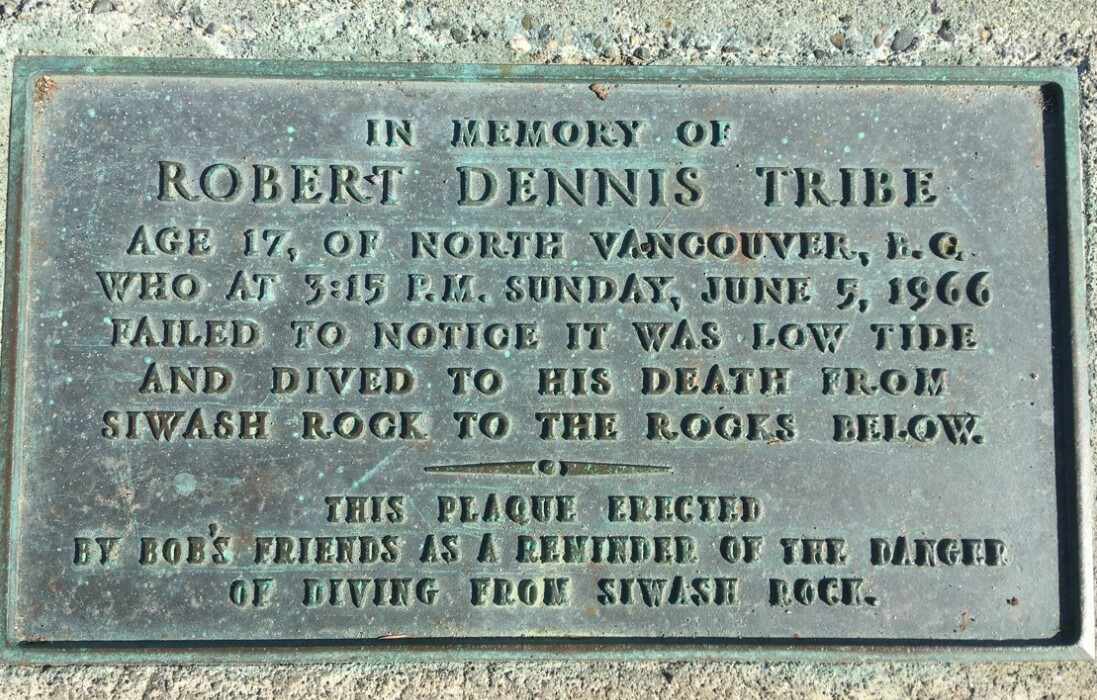 IN MEMORY OF
ROBERT DENNIS TRIBE
AGE 17, OF NORTH VANCOUVER, B.C.
WHO AT 3:15 P.M. SUNDAY, JUNE 5, 1966
FAILED TO NOTICE IT WAS LOW TIDE
AND DIVED TO HIS DEATH FROM
SIWASH ROCK TO THE ROCKS BELOW.
THIS PLAQUE ERECTED
BY BOB'S FRIENDS AS A REMINDER OF THE DANGER
OF DIVING FROM SIWASH ROCK.